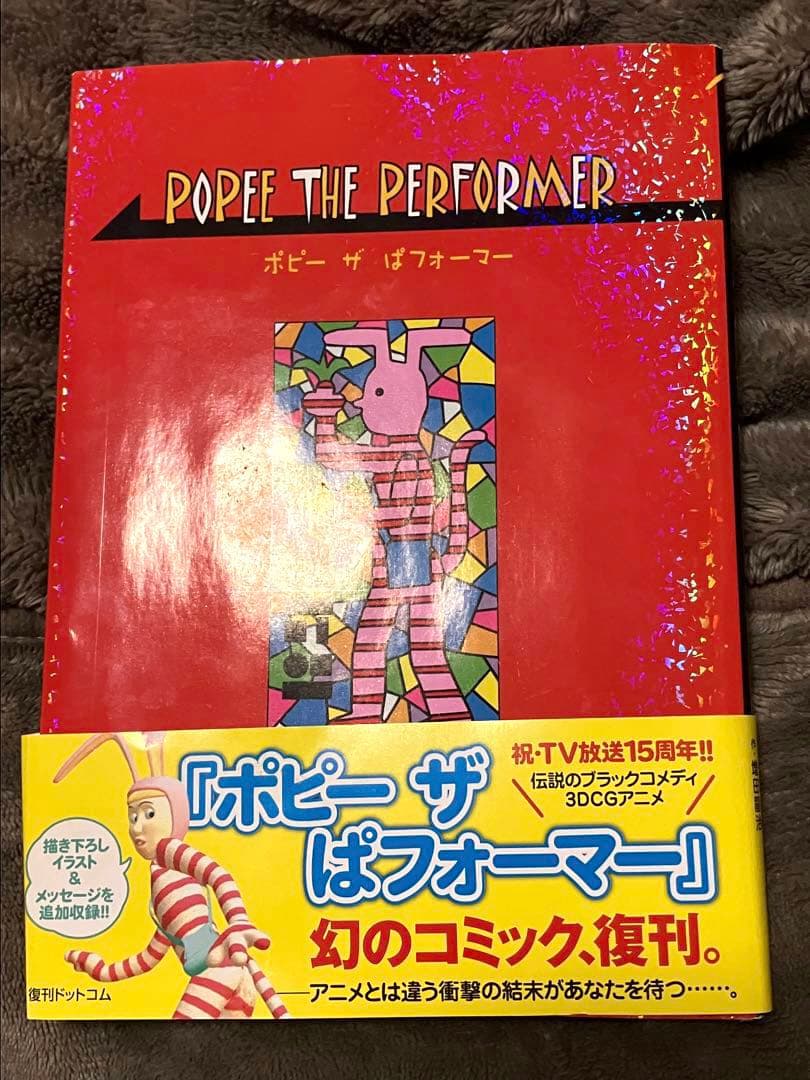 POPEE THE PERFORMER
ポピー ザ ぱフォーマー
祝・TV放送15周年!!
伝説のブラックコメディ
3DCGアニメ
『ポピー ザ
ぱフォーマー』
描き下ろし
イラスト
&
メッセージを
追加収録!!
幻のコミック、復刊。
――アニメとは違う衝撃の結末があなたを待つ……。
復刊ドットコム